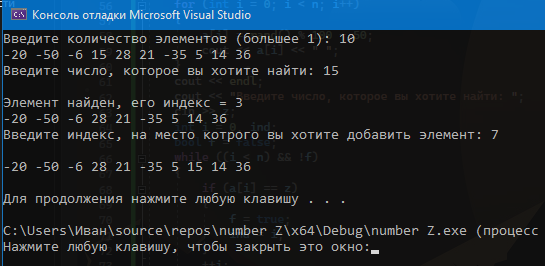 Консоль отладки Microsoft Visual Studio
Введите количество элементов (большее 1): 10
-20 -50 -6 15 28 21 -35 5 14 36
Введите число, которое вы хотите найти: 15
Элемент найден, его индекс = 3
-20 -50 -6 28 21 -35 5 14 36
Введите индекс, на место котрого вы хотите добавить элемент: 7
-20 -50 -6 28 21 -35 5 15 14 36
Для продолжения нажмите любую клавишу . . .
C:\Users\Иван\source\repos\number Z\x64\Debug\number Z.exe (процесс
Нажмите любую клавишу, чтобы закрыть это окно: